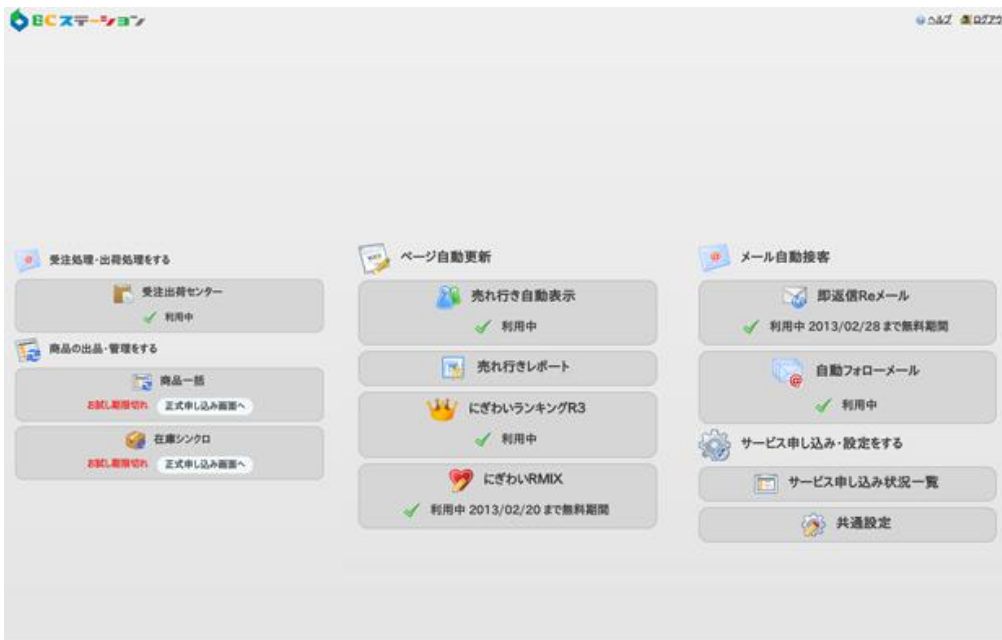 ECステーション
ヘルプ ログアウ
受注処理・出荷処理をする
受注出荷センター
利用中
商品の出品・管理をする
商品一括
お試し期限切れ 正式申し込み画面へ
在庫シンクロ
お試し期限切れ 正式申し込み画面へ
ページ自動更新
売れ行き自動表示
利用中
売れ行きレポート
にぎわいランキングR3
利用中
にぎわいRMIX
利用中 2013/02/20 まで無料期間
メール自動接客
即返信Reメール
利用中 2013/02/28 まで無料期間
自動フォローメール
利用中
サービス申し込み・設定をする
サービス申し込み状況一覧
共通設定